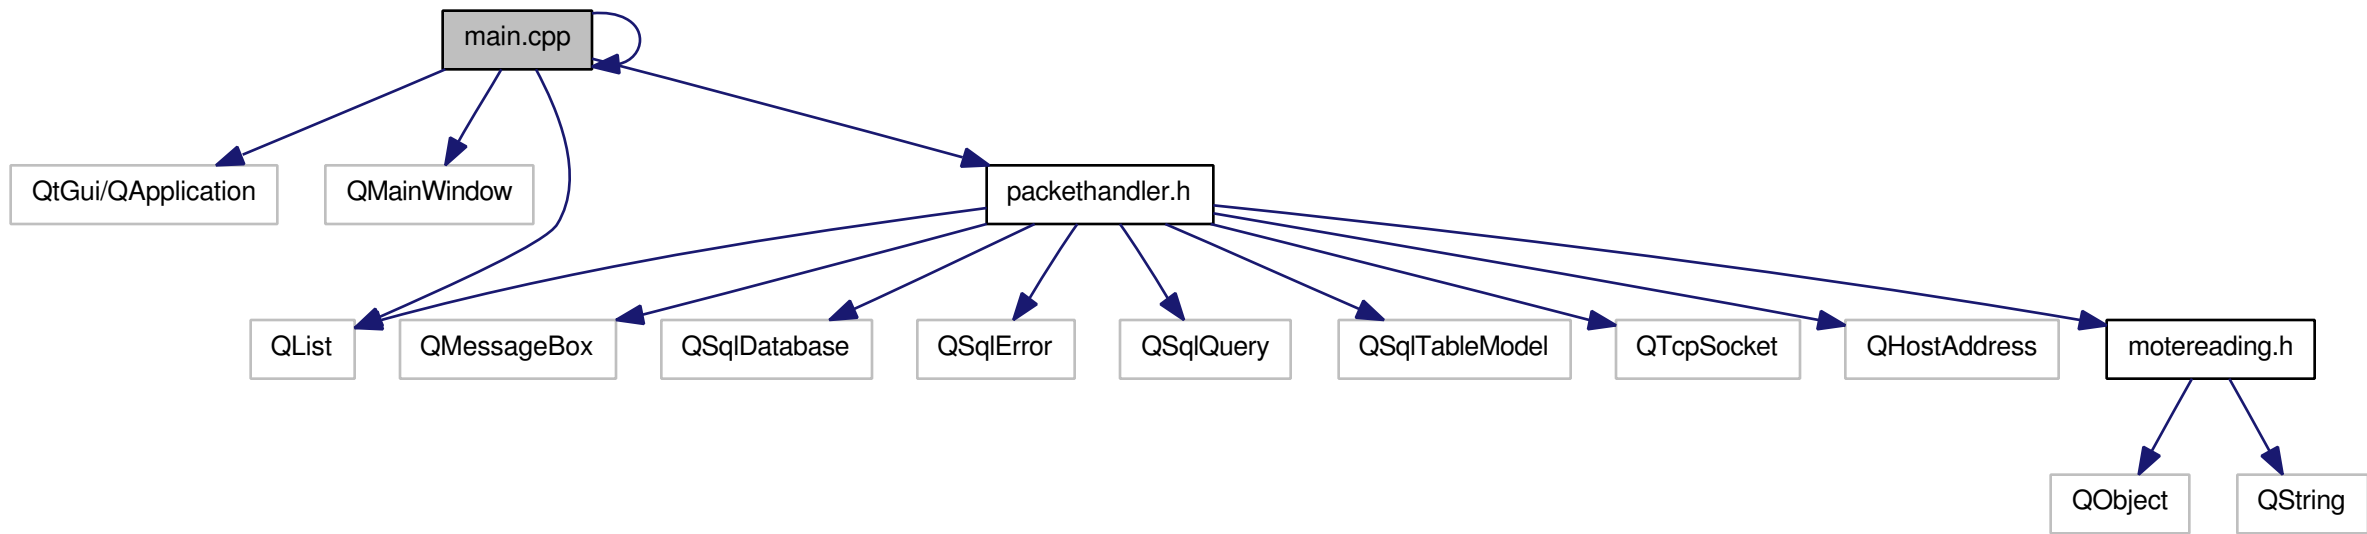 main.cpp
QtGui/QApplication
QMainWindow
packethandler.h
QList
QMessageBox
QSqlDatabase
QSqlError
QSqlQuery
QSqlTableModel
QTcpSocket
QHostAddress
motereading.h
QObject
QString